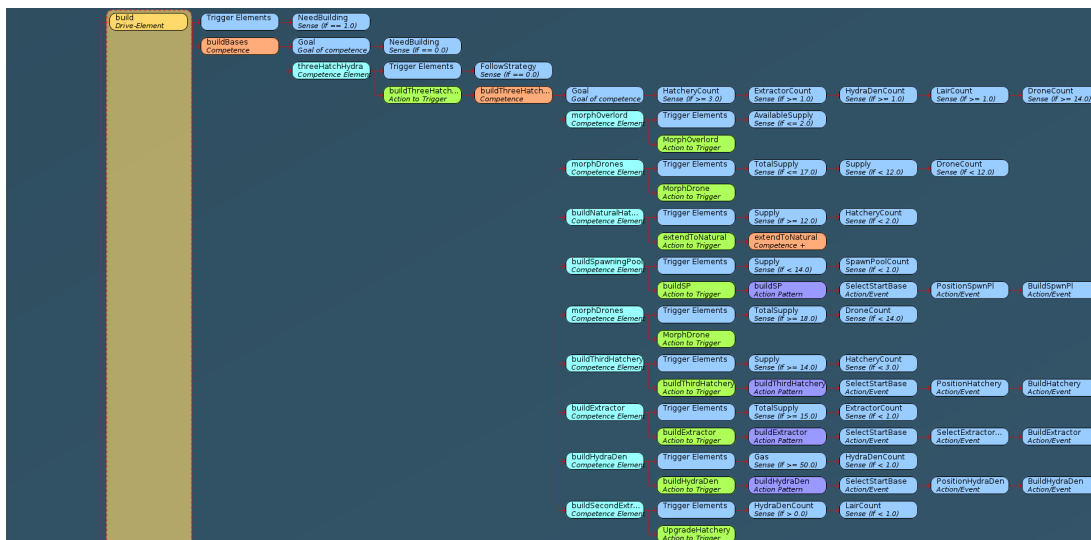 build
Drive-Element
Trigger Elements
NeedBuilding
Sense (If == 1.0)
buildBases
Competence
Goal
Goal of competence
NeedBuilding
Sense (If == 0.0)
threeHatchHydra
Competence Element
Trigger Elements
FollowStrategy
Sense (If == 0.0)
buildThreeHatch...
Action to Trigger
buildThreeHatch...
Competence
Goal
Goal of competence
HatcheryCount
Sense (If >= 3.0)
ExtractorCount
Sense (If >= 1.0)
HydraDenCount
Sense (If >= 1.0)
LairCount
Sense (If >= 1.0)
DroneCount
Sense (If >= 14.0)
morphOverlord
Competence Element
Trigger Elements
AvailableSupply
Sense (If <= 2.0)
MorphOverlord
Action to Trigger
morphDrones
Competence Element
Trigger Elements
TotalSupply
Sense (If <= 17.0)
Supply
Sense (If < 12.0)
DroneCount
Sense (If < 12.0)
MorphDrone
Action to Trigger
buildNaturalHat...
Competence Element
Trigger Elements
Supply
Sense (If >= 12.0)
HatcheryCount
Sense (If < 2.0)
extendToNatural
Action to Trigger
extendToNatural
Competence +
buildSpawningPool
Competence Element
Trigger Elements
Supply
Sense (If < 14.0)
SpawnPoolCount
Sense (If < 1.0)
buildSP
Action to Trigger
buildSP
Action Pattern
SelectStartBase
Action/Event
PositionSpwnPl
Action/Event
BuildSpwnPl
Action/Event
morphDrones
Competence Element
Trigger Elements
TotalSupply
Sense (If >= 18.0)
DroneCount
Sense (If < 14.0)
MorphDrone
Action to Trigger
buildThirdHatchery
Competence Element
Trigger Elements
Supply
Sense (If >= 14.0)
HatcheryCount
Sense (If < 3.0)
buildThirdHatchery
Action to Trigger
buildThirdHatchery
Action Pattern
SelectStartBase
Action/Event
PositionHatchery
Action/Event
BuildHatchery
Action/Event
buildExtractor
Competence Element
Trigger Elements
TotalSupply
Sense (If >= 15.0)
ExtractorCount
Sense (If < 1.0)
buildExtractor
Action to Trigger
buildExtractor
Action Pattern
SelectStartBase
Action/Event
SelectExtractor...
Action/Event
BuildExtractor
Action/Event
buildHydraDen
Competence Element
Trigger Elements
Gas
Sense (If >= 50.0)
HydraDenCount
Sense (If < 1.0)
buildHydraDen
Action to Trigger
buildHydraDen
Action Pattern
SelectStartBase
Action/Event
PositionHydraDen
Action/Event
BuildHydraDen
Action/Event
buildSecondExtr...
Competence Element
Trigger Elements
HydraDenCount
Sense (If > 0.0)
LairCount
Sense (If < 1.0)
UpgradeHatchery
Action to Trigger